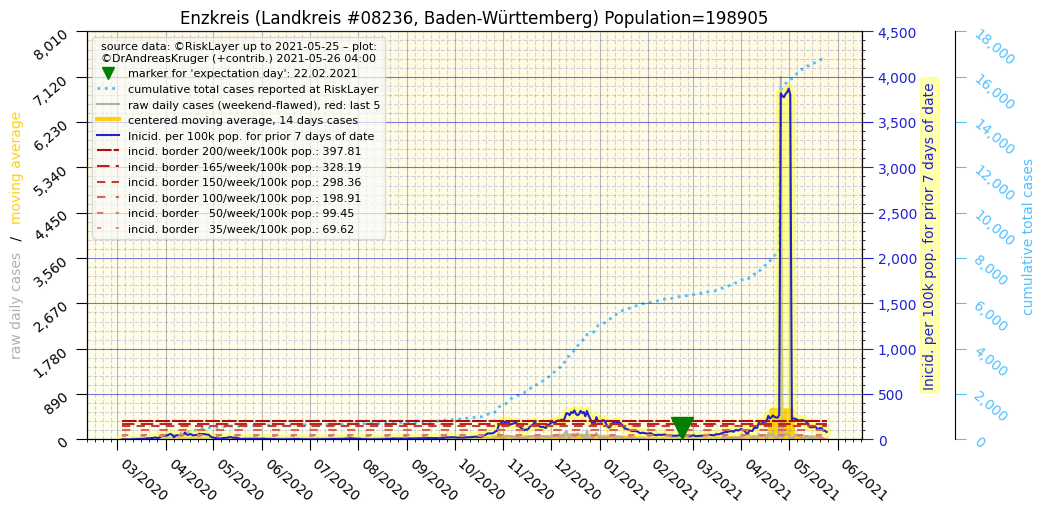 Enzkreis (Landkreis #08236, Baden-Württemberg) Population=198905
source data: ©RiskLayer up to 2021-05-25 – plot:
©DrAndreasKruger (+contrib.) 2021-05-26 04:00
marker for 'expectation day': 22.02.2021
cumulative total cases reported at RiskLayer
raw daily cases (weekend-flawed), red: last 5
centered moving average, 14 days cases
Inicid. per 100k pop. for prior 7 days of date
incid. border 200/week/100k pop.: 397.81
incid. border 165/week/100k pop.: 328.19
incid. border 150/week/100k pop.: 298.36
incid. border 100/week/100k pop.: 198.91
incid. border   50/week/100k pop.: 99.45
incid. border   35/week/100k pop.: 69.62
raw daily cases / moving average
8,010
7,120
6,230
5,340
4,450
3,560
2,670
1,780
890
0
4,500
4,000
3,500
3,000
2,500
2,000
1,500
1,000
500
0
Inicid. per 100k pop. for prior 7 days of date
18,000
16,000
14,000
12,000
10,000
8,000
6,000
4,000
2,000
0
cumulative total cases
03/2020
04/2020
05/2020
06/2020
07/2020
08/2020
09/2020
10/2020
11/2020
12/2020
01/2021
02/2021
03/2021
04/2021
05/2021
06/2021